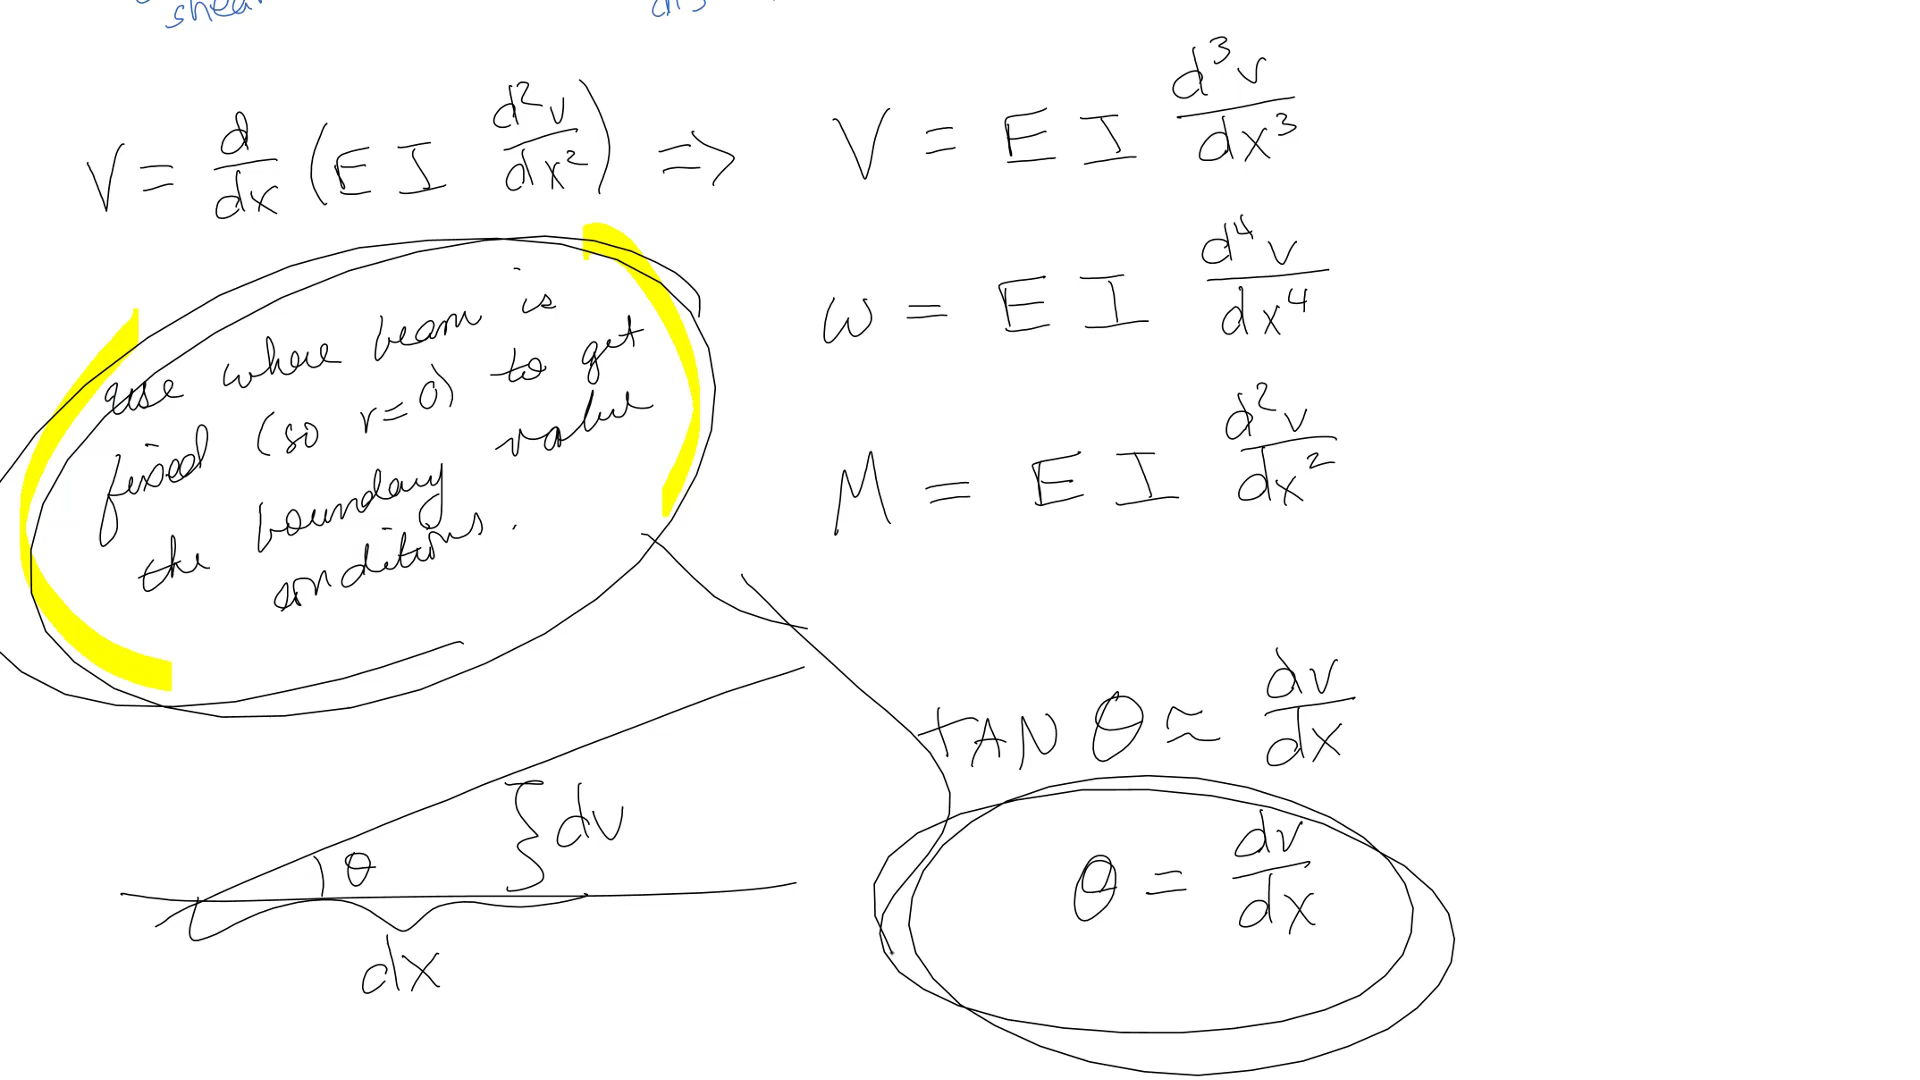 shear
V = d/dx (EI d²v/dx²) => V = EI d³v/dx³
ω = EI d⁴v/dx⁴
M = EI d²v/dx²
use where beam is
fixed (so v=0) to get
the boundary value
conditions.
TAN θ ≈ dv/dx
θ = dv/dx
θ } dv
dx